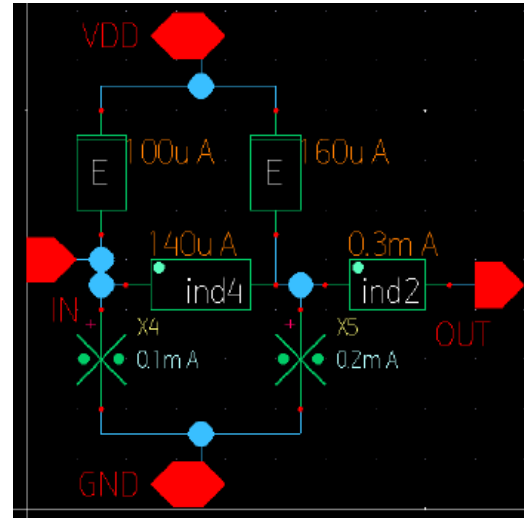 VDD
100u A
160u A
E
E
140u A
0.3m A
ind4
ind2
IN
OUT
+
X4
+
X5
0.1m A
0.2m A
GND